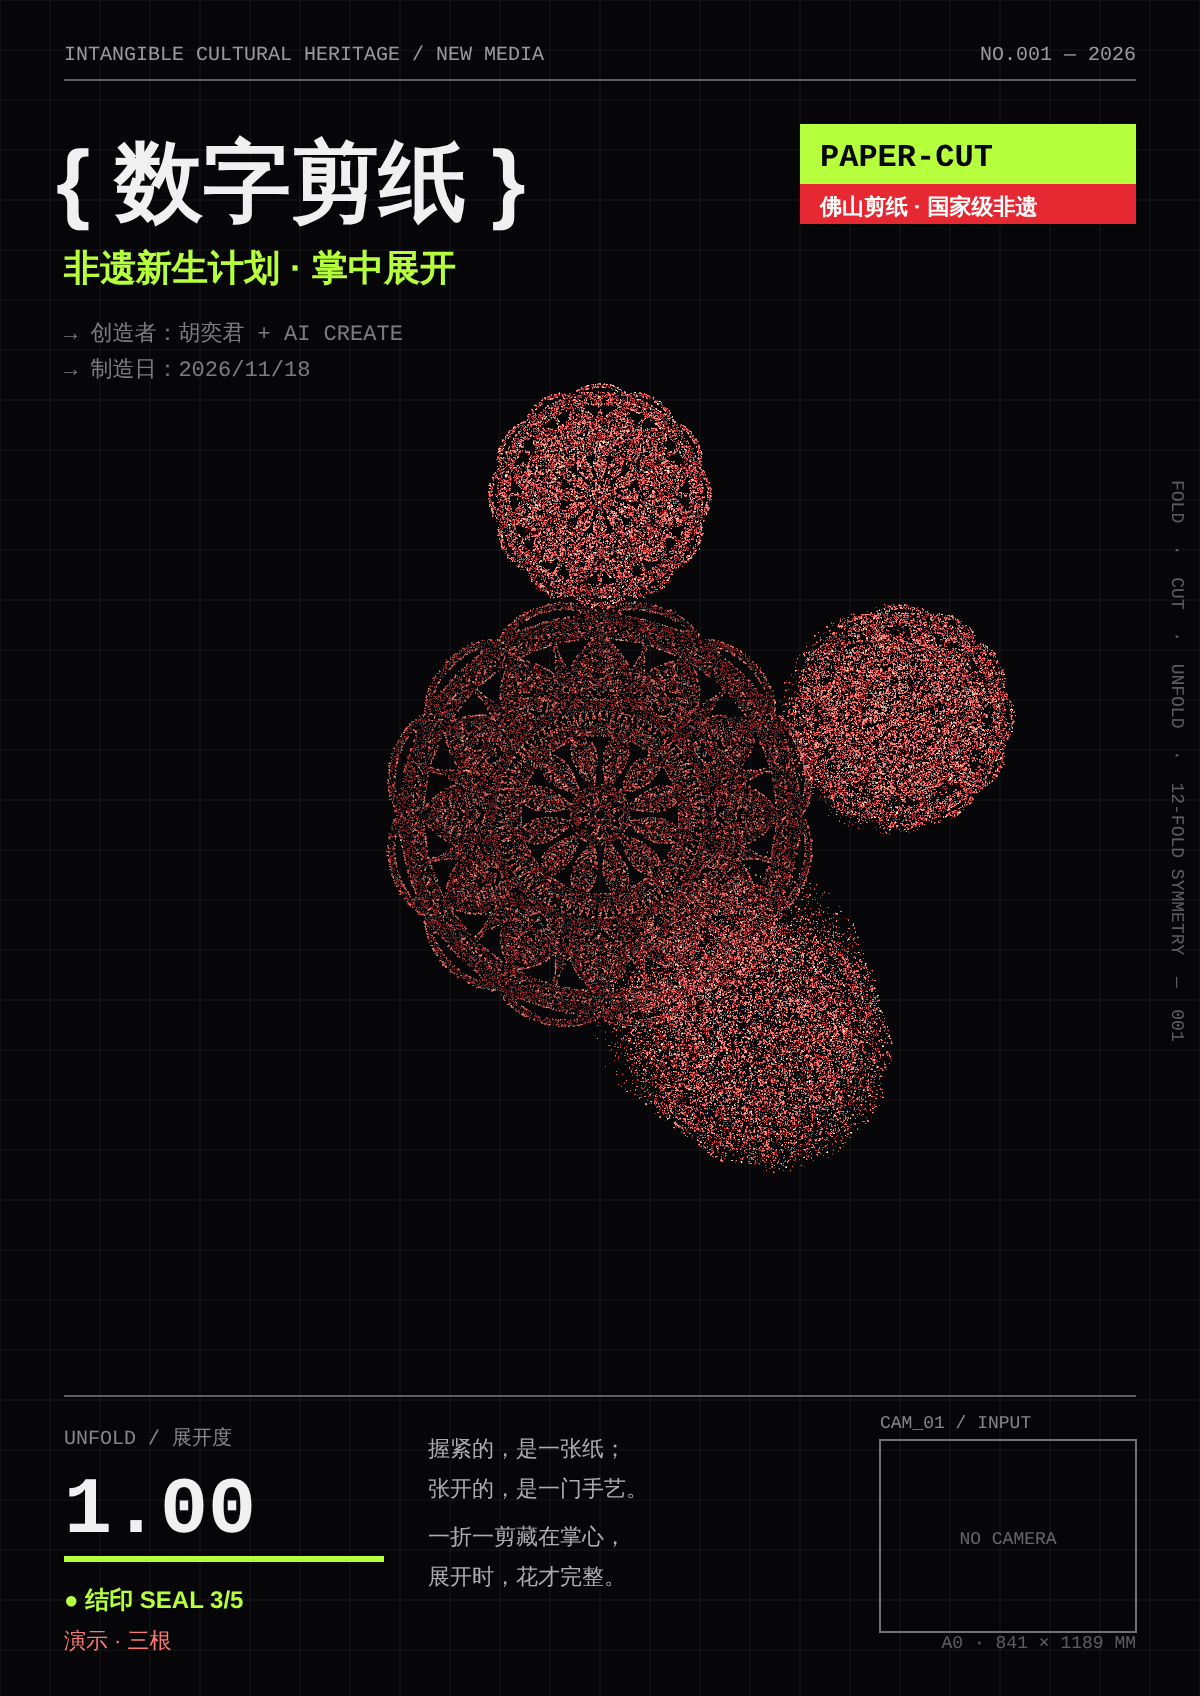 INTANGIBLE CULTURAL HERITAGE / NEW MEDIA
NO.001 — 2026
{ 数字剪纸 }
PAPER-CUT
佛山剪纸 · 国家级非遗
非遗新生计划 · 掌中展开
→ 创造者：胡奕君 + AI CREATE
→ 制造日：2026/11/18
FOLD · CUT · UNFOLD · 12-FOLD SYMMETRY — 001
UNFOLD / 展开度
1.00
● 结印 SEAL 3/5
演示 · 三根
握紧的，是一张纸；
张开的，是一门手艺。
一折一剪藏在掌心，
展开时，花才完整。
CAM_01 / INPUT
NO CAMERA
A0 · 841 × 1189 MM